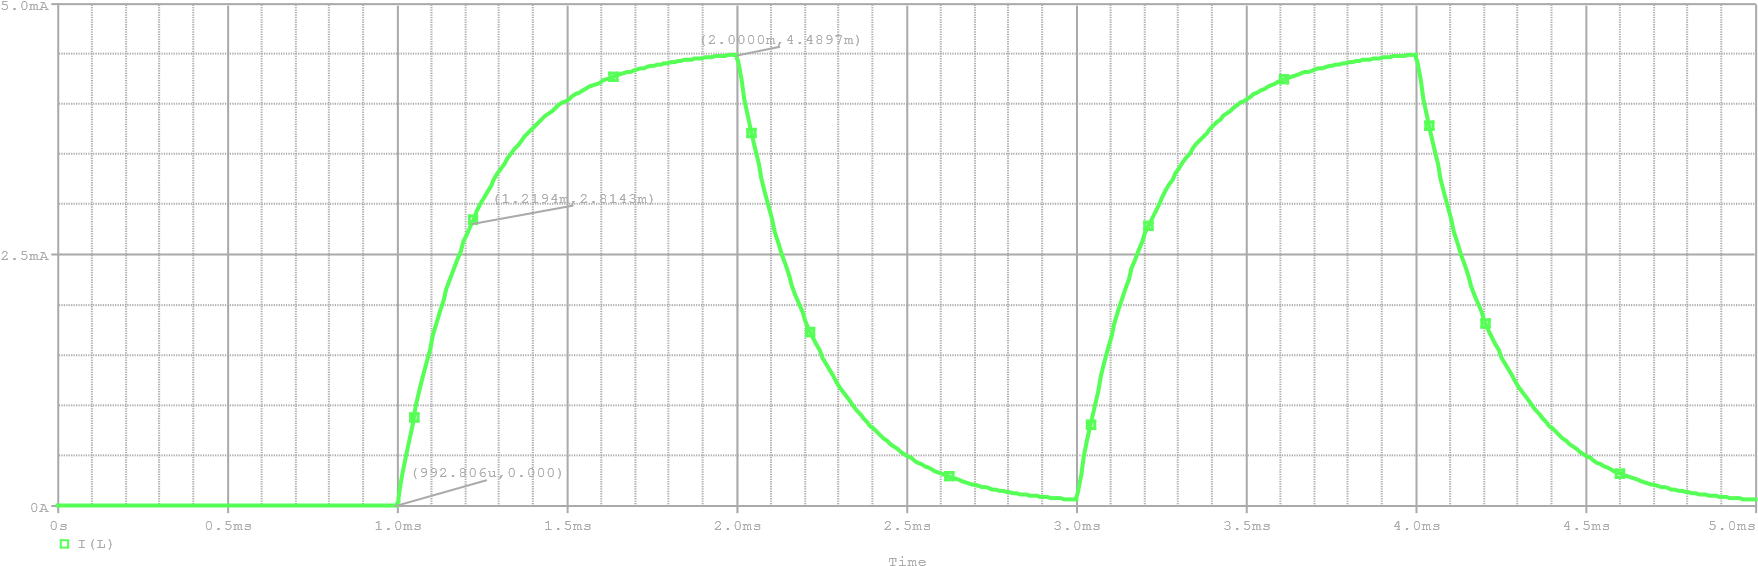 5.0mA
(2.0000m,4.4897m)
(1.2194m,2.8143m)
2.5mA
(992.806u,0.000)
0A
0s 0.5ms 1.0ms 1.5ms 2.0ms 2.5ms 3.0ms 3.5ms 4.0ms 4.5ms 5.0ms
I(L)
Time